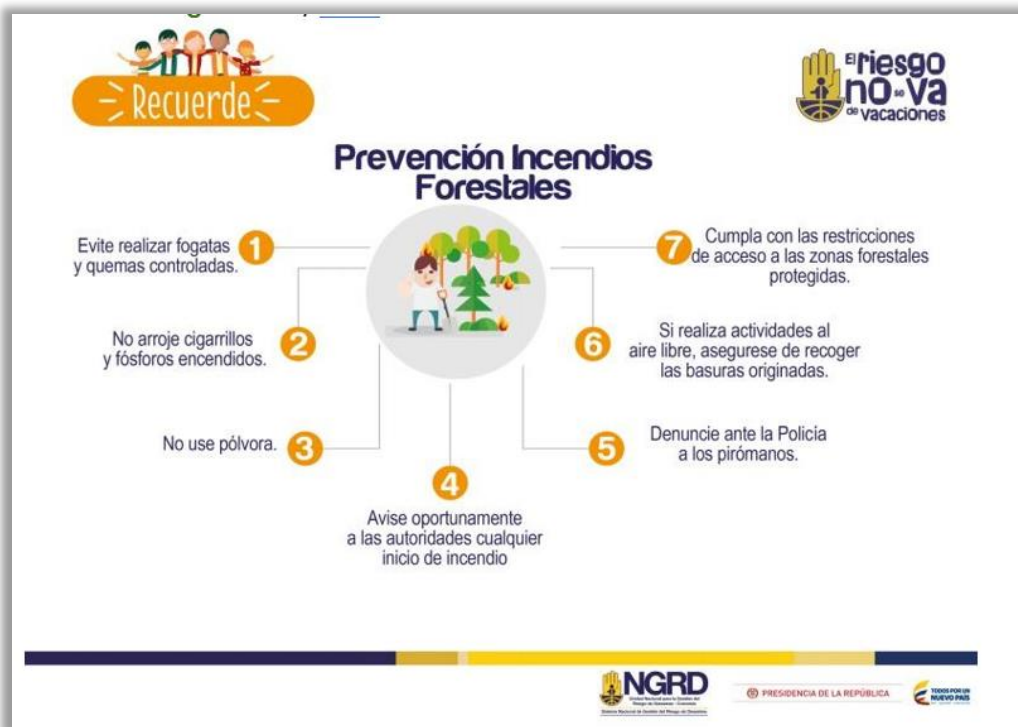 Recuerde
El riesgo
no se va
de vacaciones
Prevención Incendios
Forestales
1
Evite realizar fogatas
y quemas controladas.
2
No arroje cigarrillos
y fósforos encendidos.
3
No use pólvora.
4
Avise oportunamente
a las autoridades cualquier
inicio de incendio
5
Denuncie ante la Policía
a los pirómanos.
6
Si realiza actividades al
aire libre, asegurese de recoger
las basuras originadas.
7
Cumpla con las restricciones
de acceso a las zonas forestales
protegidas.
NGRD
PRESIDENCIA DE LA REPÚBLICA
TODOS POR UN
NUEVO PAÍS